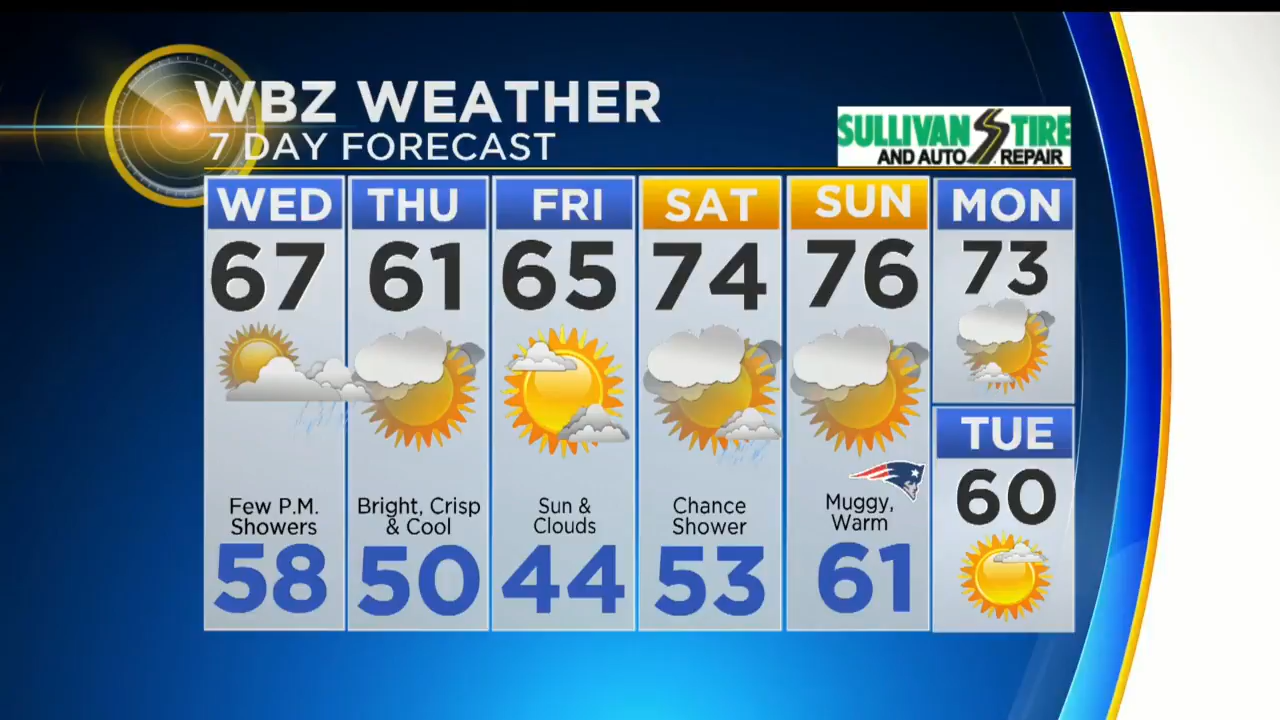 WBZ WEATHER
7 DAY FORECAST
SULLIVAN TIRE
AND AUTO REPAIR
WED
67
Few P.M.
Showers
58
THU
61
Bright, Crisp
& Cool
50
FRI
65
Sun &
Clouds
44
SAT
74
Chance
Shower
53
SUN
76
Muggy,
Warm
61
MON
73
TUE
60